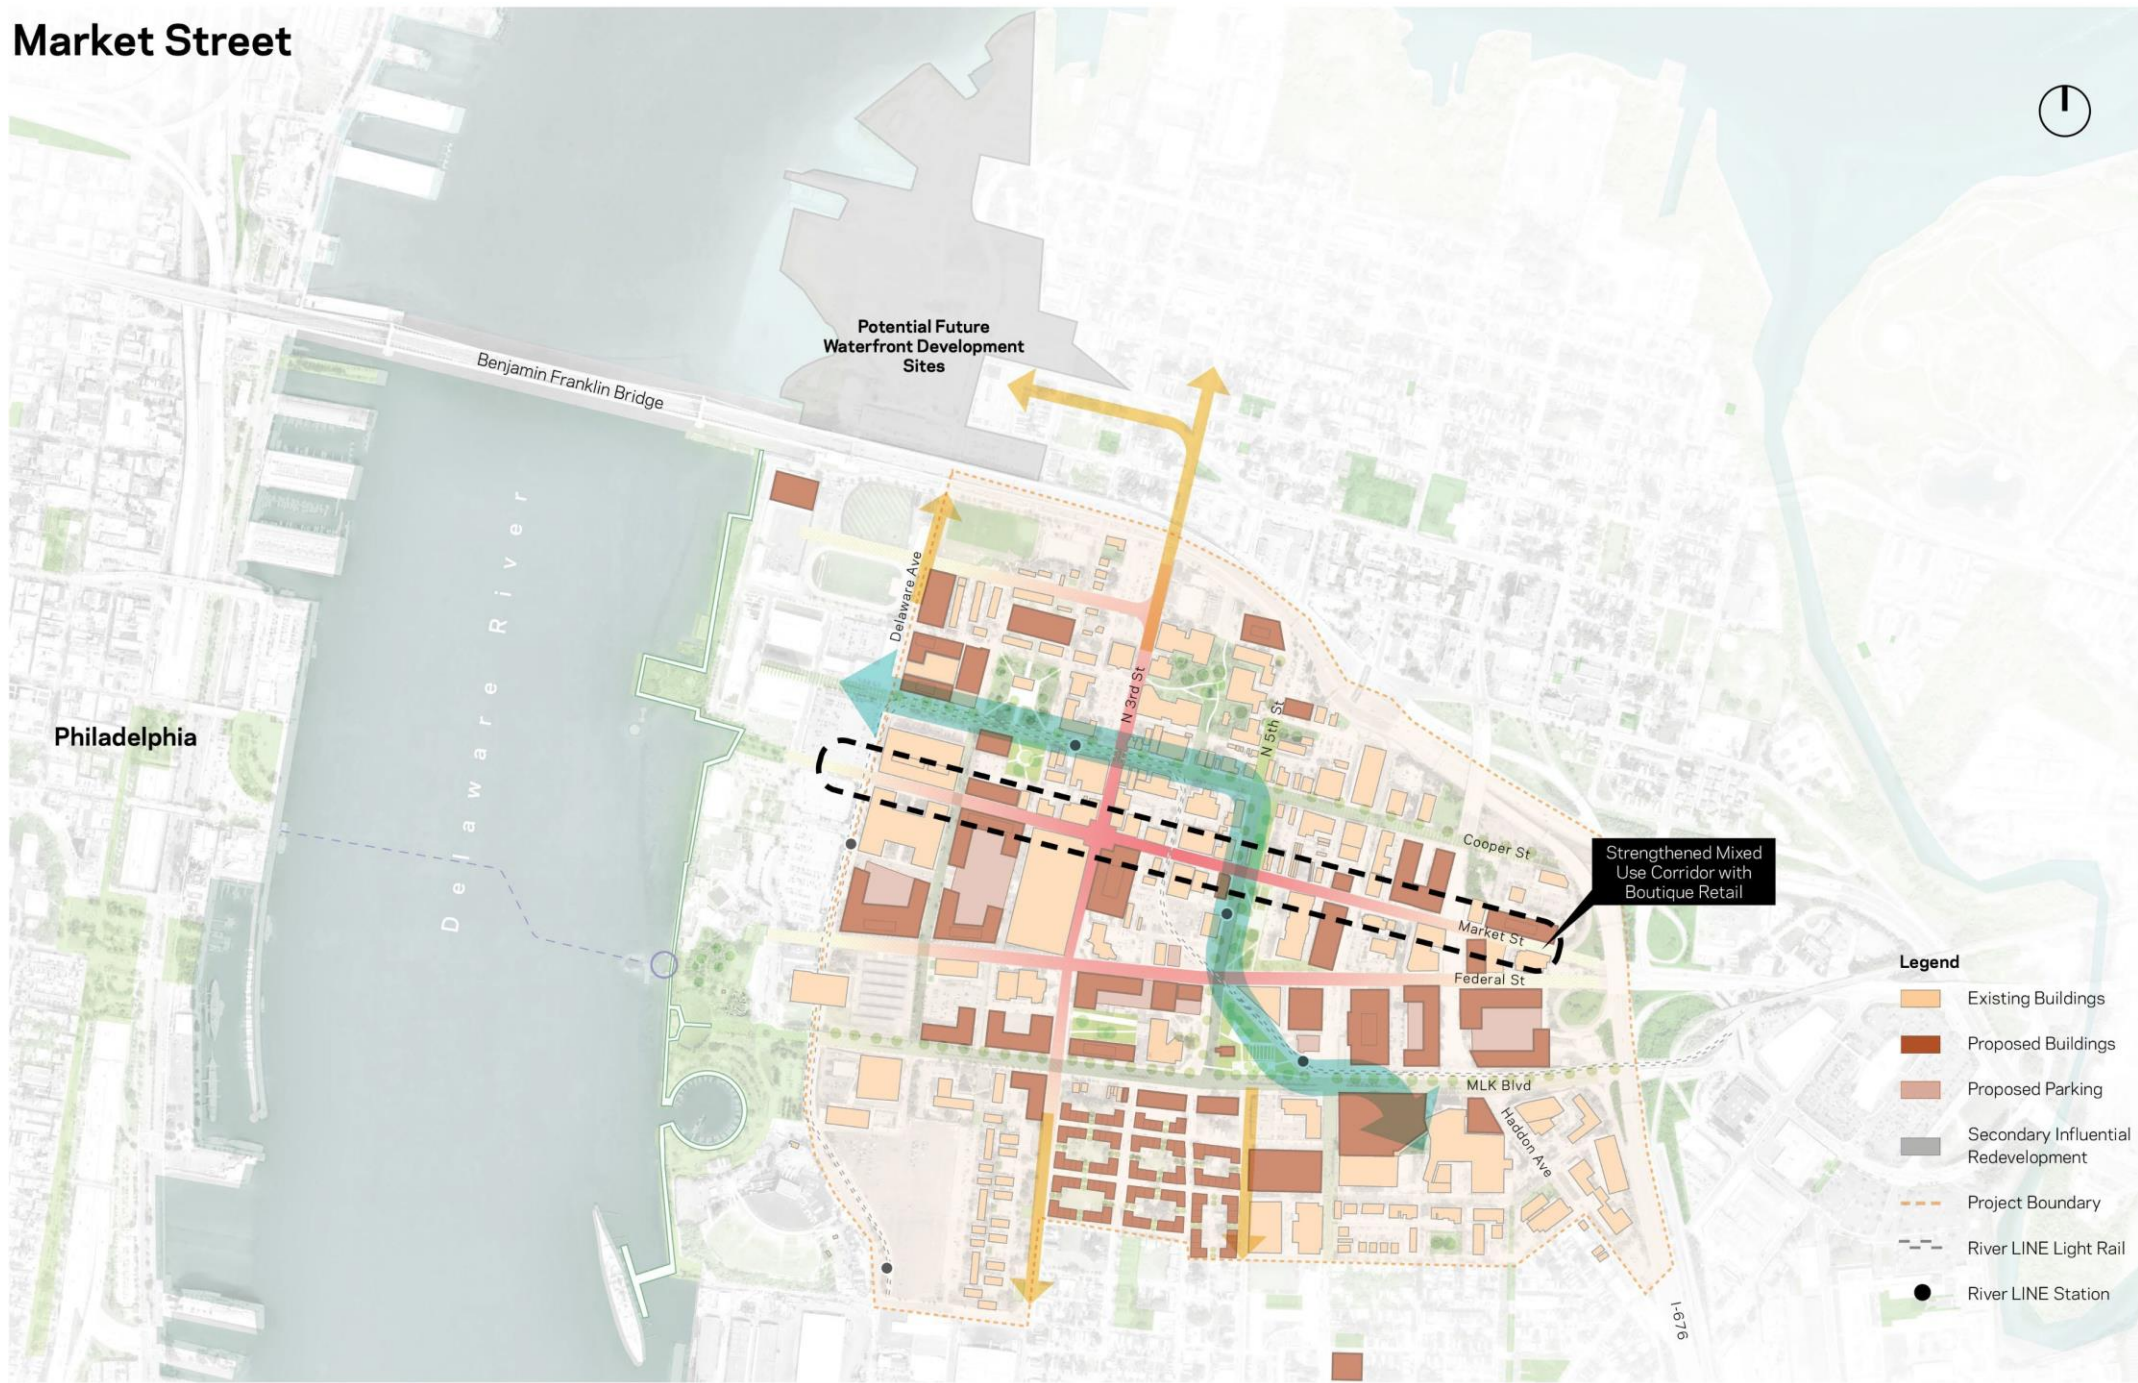 Market Street
Potential Future
Waterfront Development
Sites
Benjamin Franklin Bridge
Delaware River
Philadelphia
Delaware Ave
N 3rd St
N 5th St
Cooper St
Strengthened Mixed
Use Corridor with
Boutique Retail
Market St
Federal St
MLK Blvd
Haddon Ave
I-676
Legend
Existing Buildings
Proposed Buildings
Proposed Parking
Secondary Influential
Redevelopment
Project Boundary
River LINE Light Rail
River LINE Station